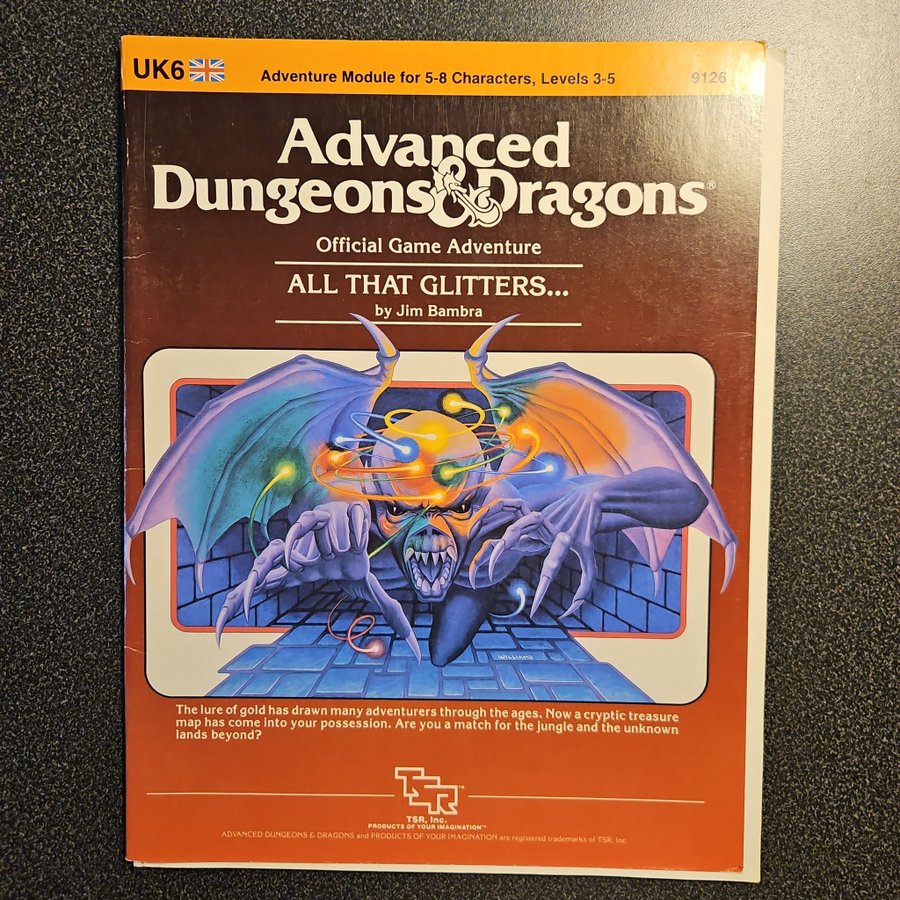 UK6
Adventure Module for 5-8 Characters, Levels 3-5
9126
Advanced
Dungeons & Dragons®
Official Game Adventure
ALL THAT GLITTERS...
by Jim Bambra
WILLIAMS
The lure of gold has drawn many adventurers through the ages. Now a cryptic treasure
map has come into your possession. Are you a match for the jungle and the unknown
lands beyond?
TSR™
TSR, Inc.
PRODUCTS OF YOUR IMAGINATION™
ADVANCED DUNGEONS & DRAGONS and PRODUCTS OF YOUR IMAGINATION are registered trademarks of TSR, Inc.